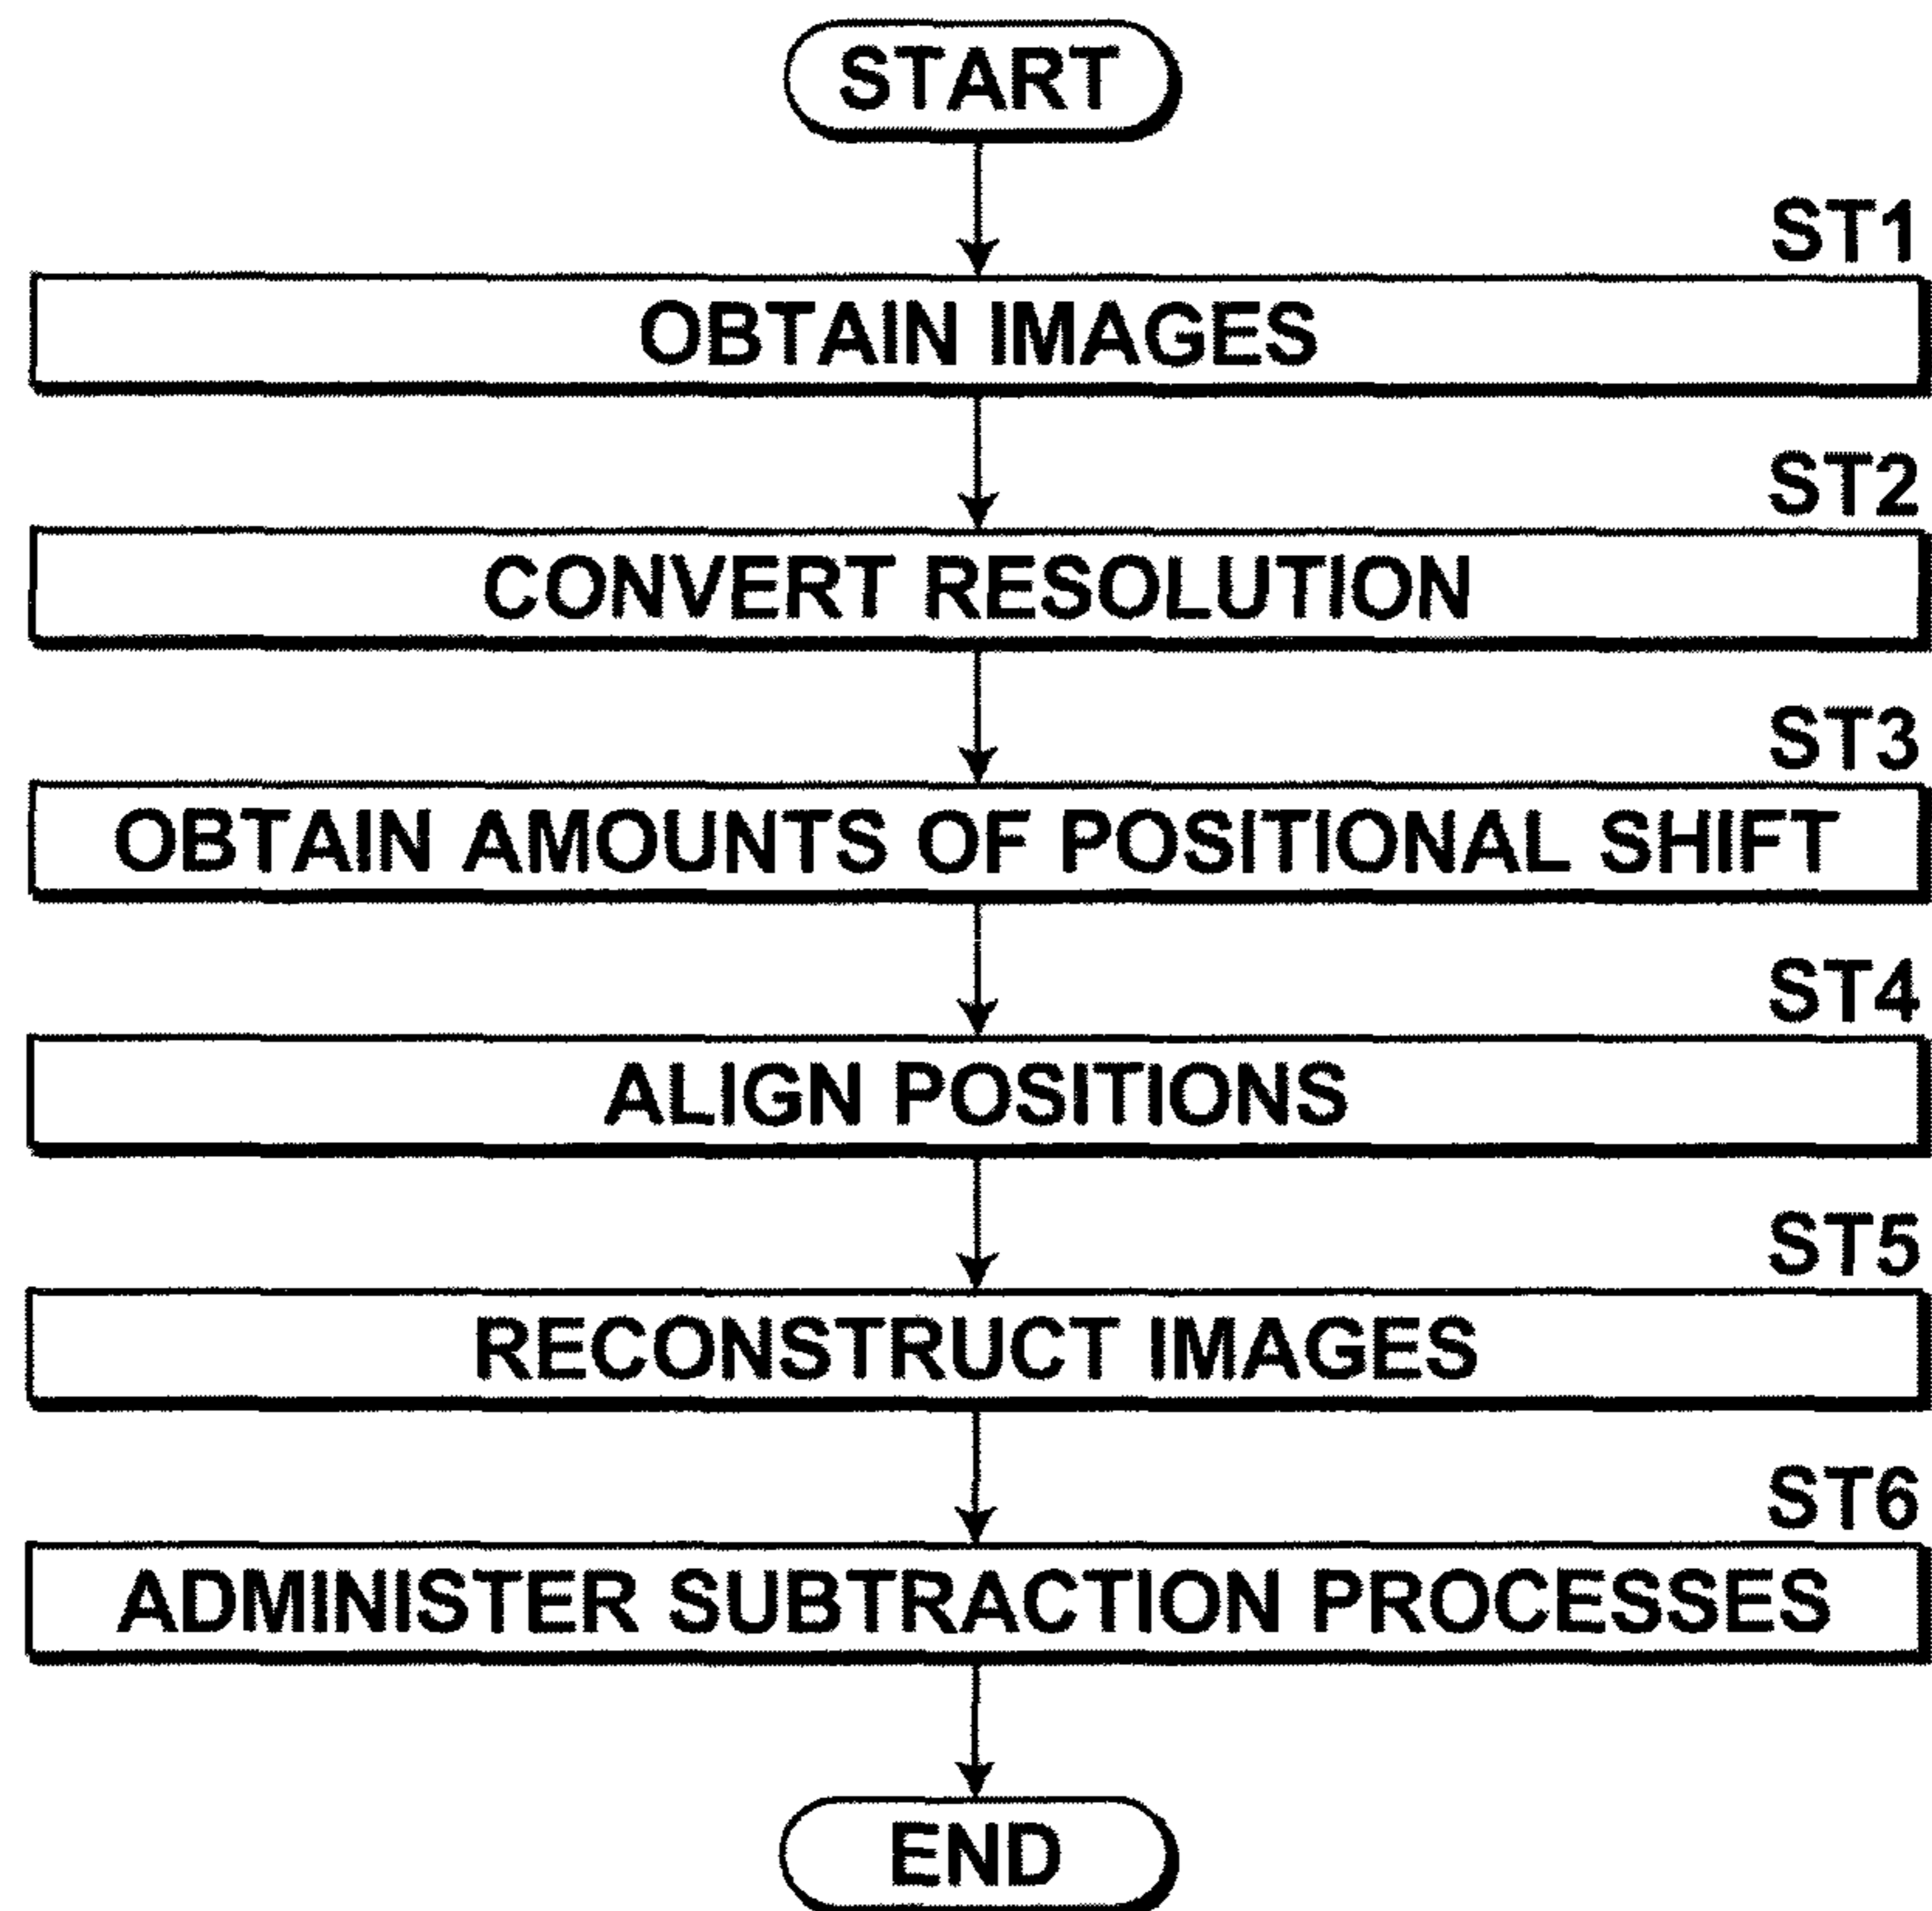 START
ST1
OBTAIN IMAGES
ST2
CONVERT RESOLUTION
ST3
OBTAIN AMOUNTS OF POSITIONAL SHIFT
ST4
ALIGN POSITIONS
ST5
RECONSTRUCT IMAGES
ST6
ADMINISTER SUBTRACTION PROCESSES
END